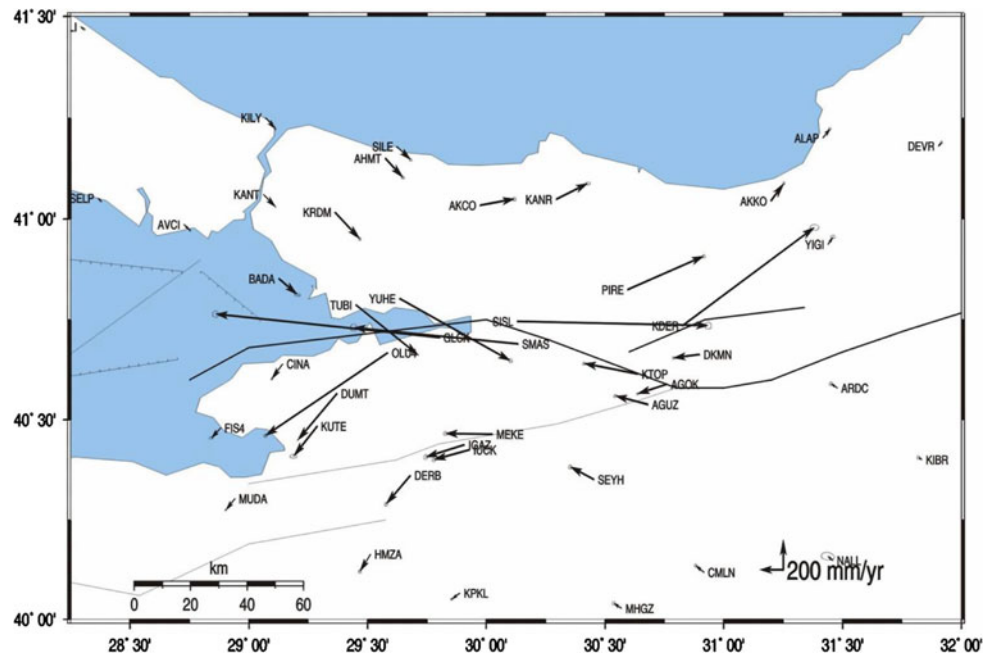 41° 30'
KILY
ALAP
DEVR
SILE
AHMT
SELP
KANT
AKCO
KANR
AKKO
41° 00'
AVCI
KRDM
YIGI
BADA
PIRE
TUBI
YUHE
SISL
KDER
GLCK
SMAS
OLU
DKMN
CINA
KTOP
AGOK
ARDC
DUMT
AGUZ
40° 30'
FIS4
KUTE
MEKE
IGAZ
IUCK
KIBR
DERB
SEYH
MUDA
HMZA
NALL
km
CMLN
200 mm/yr
0 20 40 60
KPKL
MHGZ
40° 00'
28° 30' 29° 00' 29° 30' 30° 00' 30° 30' 31° 00' 31° 30' 32° 00'